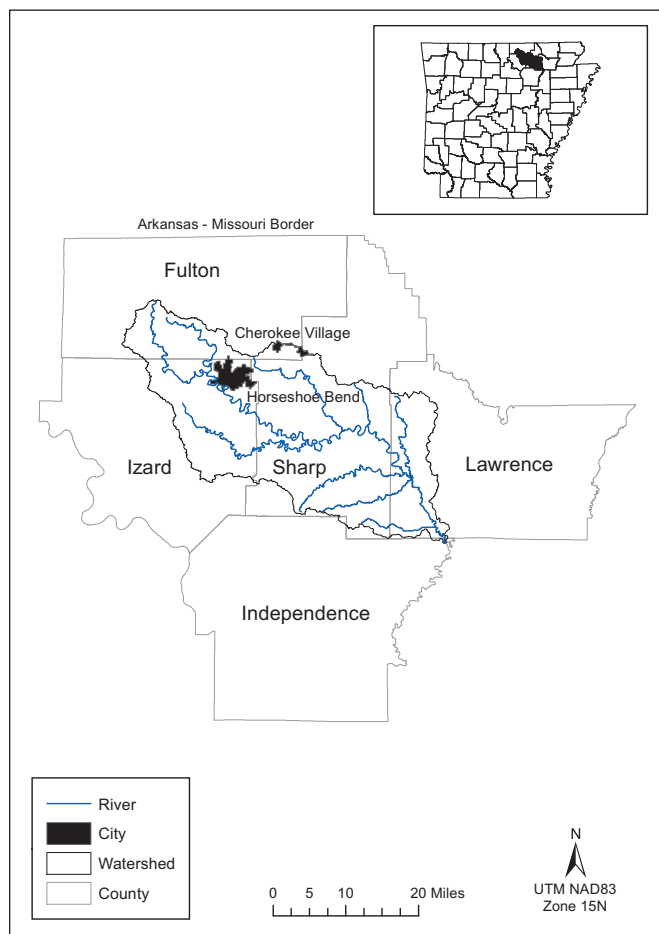 Arkansas - Missouri Border
Fulton
Cherokee Village
Horseshoe Bend
Izard
Sharp
Lawrence
Independence
River
City
Watershed
County
0 5 10 20 Miles
N
UTM NAD83
Zone 15N